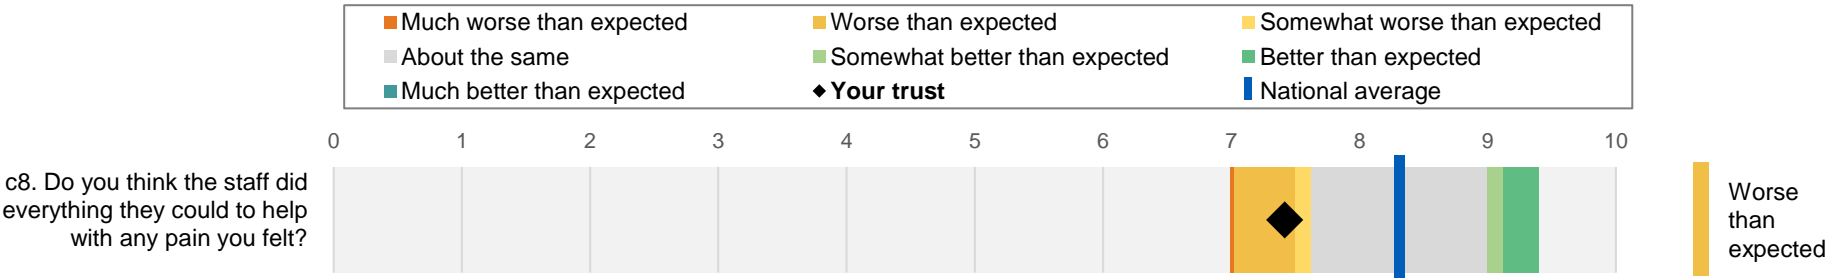 Much worse than expected
Worse than expected
Somewhat worse than expected
About the same
Somewhat better than expected
Better than expected
Much better than expected
Your trust
National average
0 1 2 3 4 5 6 7 8 9 10
c8. Do you think the staff did
everything they could to help
with any pain you felt?
Worse
than
expected